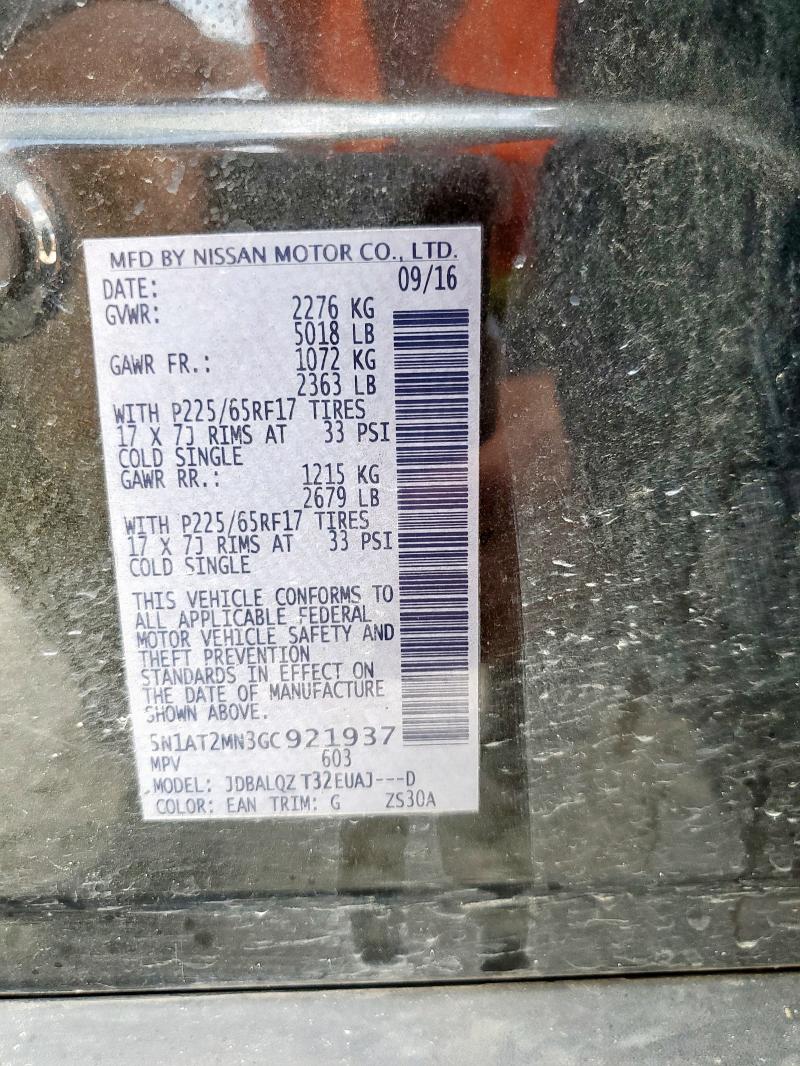 MFD BY NISSAN MOTOR CO., LTD.
DATE: 09/16
GVWR: 2276 KG
5018 LB
GAWR FR.: 1072 KG
2363 LB
WITH P225/65RF17 TIRES
17 X 7J RIMS AT 33 PSI
COLD SINGLE
GAWR RR.: 1215 KG
2679 LB
WITH P225/65RF17 TIRES
17 X 7J RIMS AT 33 PSI
COLD SINGLE
THIS VEHICLE CONFORMS TO
ALL APPLICABLE FEDERAL
MOTOR VEHICLE SAFETY AND
THEFT PREVENTION
STANDARDS IN EFFECT ON
THE DATE OF MANUFACTURE
SHOWN ABOVE.
5N1AT2MN3GC921937
MPV 603
MODEL: JDBALQZ T32EUAJ---D
COLOR: EAN TRIM: G ZS30A